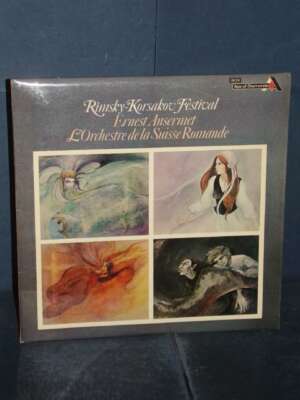 Rimsky-Korsakov Festival
Ernest Ansermet
L'Orchestre de la Suisse Romande